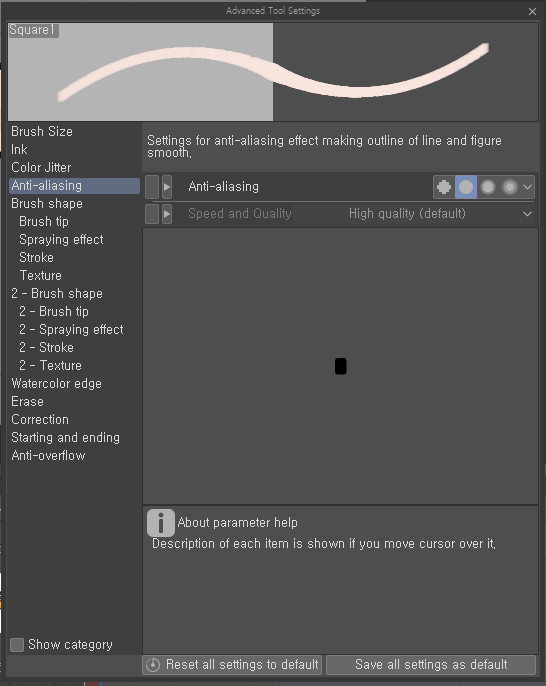 Advanced Tool Settings
Square1
Brush Size
Ink
Color Jitter
Anti-aliasing
Brush shape
Brush tip
Spraying effect
Stroke
Texture
2 - Brush shape
2 - Brush tip
2 - Spraying effect
2 - Stroke
2 - Texture
Watercolor edge
Erase
Correction
Starting and ending
Anti-overflow
Show category
Settings for anti-aliasing effect making outline of line and figure
smooth.
Anti-aliasing
Speed and Quality High quality (default)
About parameter help
Description of each item is shown if you move cursor over it.
Reset all settings to default
Save all settings as default